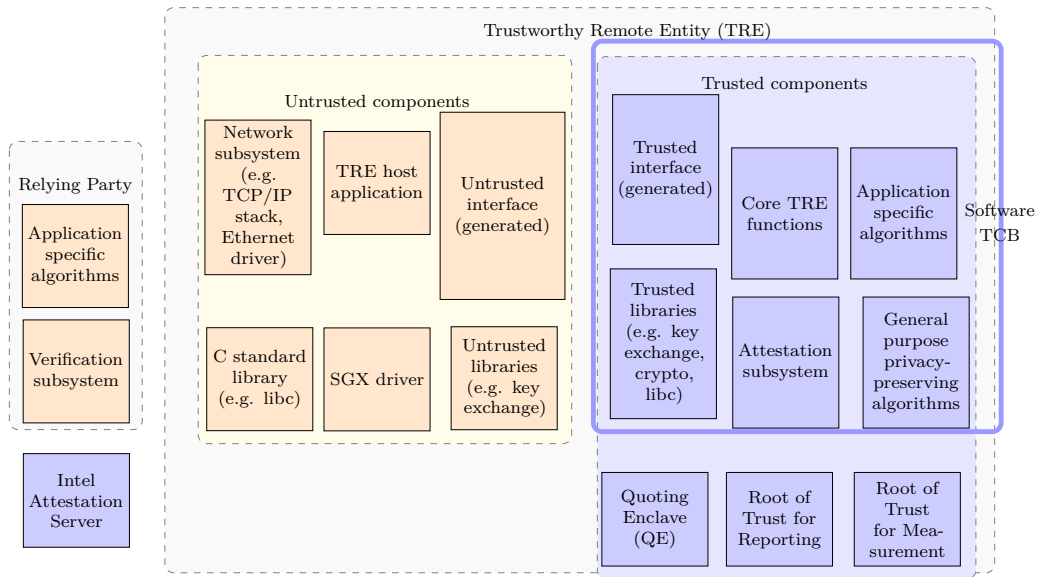 Trustworthy Remote Entity (TRE)
Untrusted components
Network
subsystem
(e.g.
TCP/IP
stack,
Ethernet
driver)
TRE host
application
Untrusted
interface
(generated)
C standard
library
(e.g. libc)
SGX driver
Untrusted
libraries
(e.g. key
exchange)
Trusted components
Trusted
interface
(generated)
Core TRE
functions
Application
specific
algorithms
Software
TCB
Trusted
libraries
(e.g. key
exchange,
crypto,
libc)
Attestation
subsystem
General
purpose
privacy-
preserving
algorithms
Quoting
Enclave
(QE)
Root of
Trust for
Reporting
Root of
Trust
for Mea-
surement
Relying Party
Application
specific
algorithms
Verification
subsystem
Intel
Attestation
Server